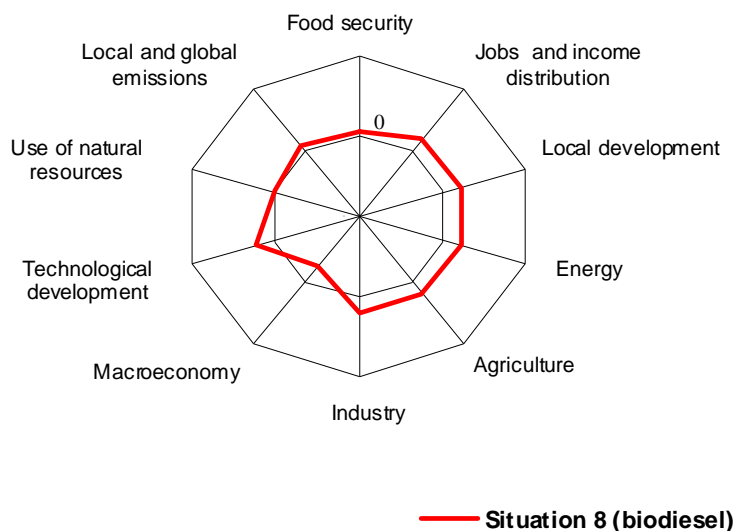 Food security
Local and global
emissions
Jobs and income
distribution
0
Use of natural
resources
Local development
Technological
development
Energy
Macroeconomy
Agriculture
Industry
Situation 8 (biodiesel)